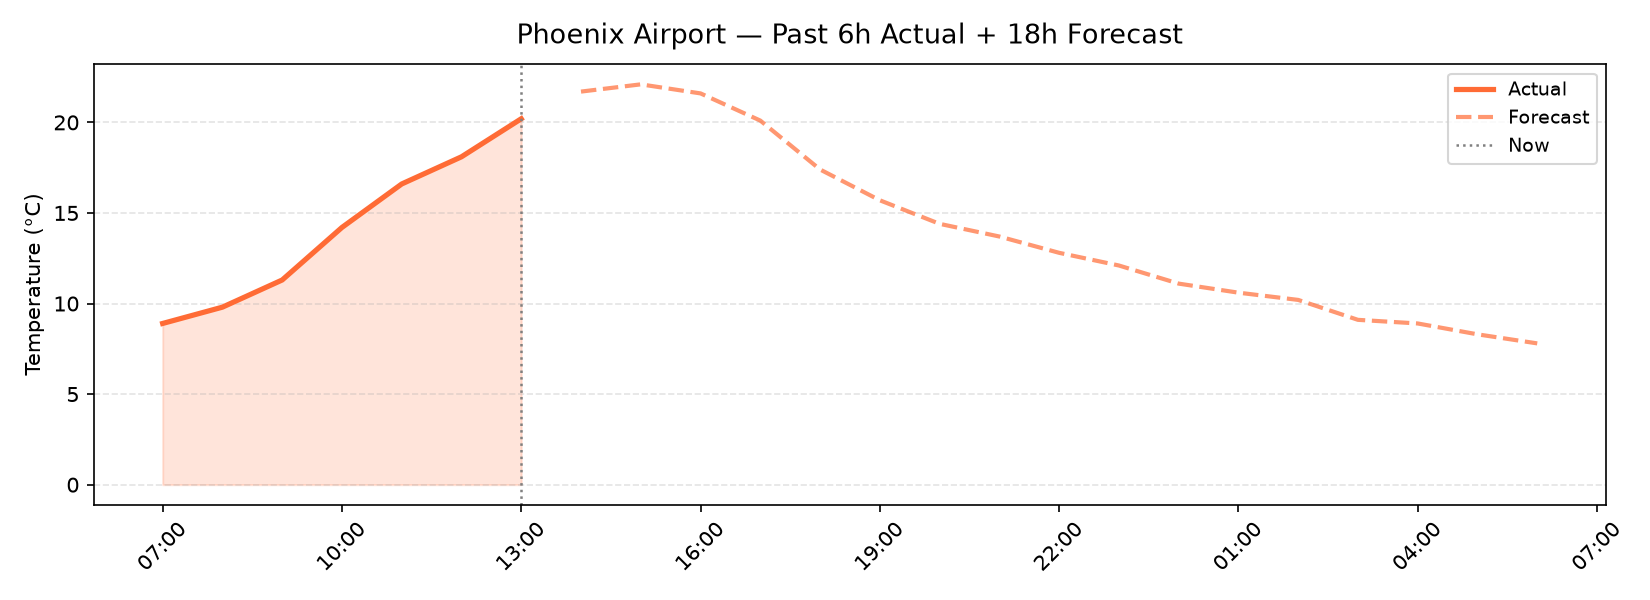 Phoenix Airport — Past 6h Actual + 18h Forecast
Actual
Forecast
Now
Temperature (°C)
20
15
10
5
0
07:00
10:00
13:00
16:00
19:00
22:00
01:00
04:00
07:00